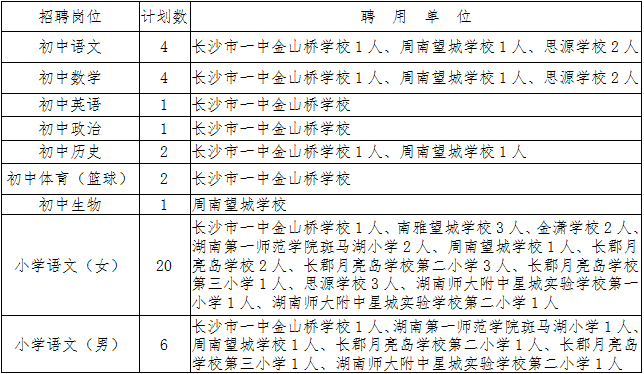 招聘岗位 计划数 聘 用 单 位
初中语文 4 长沙市一中金山桥学校1人、周南望城学校1人、思源学校2人
初中数学 4 长沙市一中金山桥学校1人、周南望城学校1人、思源学校2人
初中英语 1 长沙市一中金山桥学校
初中政治 1 长沙市一中金山桥学校
初中历史 2 长沙市一中金山桥学校1人、周南望城学校1人
初中体育（篮球） 2 长沙市一中金山桥学校
初中生物 1 周南望城学校
小学语文（女） 20 长沙市一中金山桥学校1人、南雅望城学校3人、金潇学校2人、
湖南第一师范学院斑马湖小学2人、周南望城学校1人、长郡月
亮岛学校2人、长郡月亮岛学校第二小学3人、长郡月亮岛学校
第三小学1人、思源学校3人、湖南师大附中星城实验学校第一
小学1人、湖南师大附中星城实验学校第二小学1人
小学语文（男） 6 长沙市一中金山桥学校1人、湖南第一师范学院斑马湖小学1人、
周南望城学校1人、长郡月亮岛学校第二小学1人、长郡月亮岛
学校第三小学1人、湖南师大附中星城实验学校第二小学1人